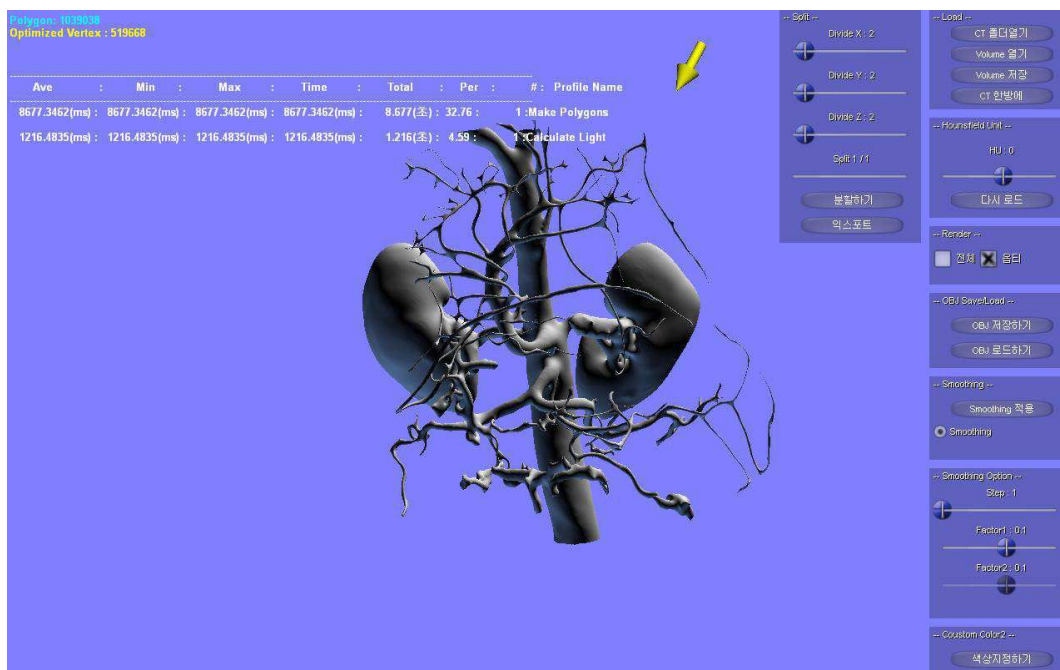 Polygon: 1039038
Optimized Vertex : 519668
Ave : Min : Max : Time : Total : Per : # : Profile Name
8677.3462(ms) : 8677.3462(ms) : 8677.3462(ms) : 8677.3462(ms) : 8.677(초) : 32.76 : 1 :Make Polygons
1216.4835(ms) : 1216.4835(ms) : 1216.4835(ms) : 1216.4835(ms) : 1.216(초) : 4.59 : 1 :Calculate Light
-- Split --
Divide X : 2
Divide Y : 2
Divide Z : 2
Split 1 / 1
분할하기
익스포트
-- Load --
CT 폴더열기
Volume 열기
Volume 저장
CT 한방에
-- Hounsfield Unit --
HU : 0
다시 로드
-- Render --
전체 옵티
-- OBJ Save/Load --
OBJ 저장하기
OBJ 로드하기
-- Smoothing --
Smoothing 적용
Smoothing
-- Smoothing Option --
Step : 1
Factor1 : 0.1
Factor2 : 0.1
-- Coustom Color2 --
색상지정하기